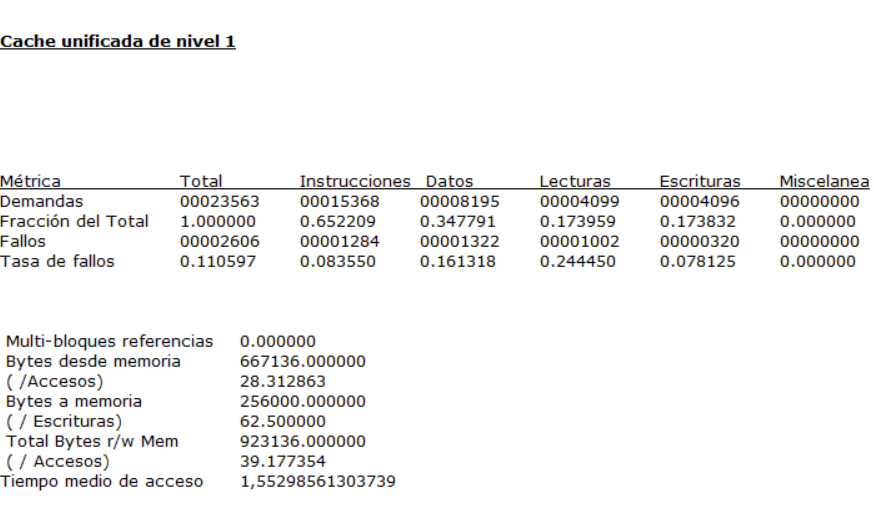 Cache unificada de nivel 1
Métrica Total Instrucciones Datos Lecturas Escrituras Miscelanea
Demandas 00023563 00015368 00008195 00004099 00004096 00000000
Fracción del Total 1.000000 0.652209 0.347791 0.173959 0.173832 0.000000
Fallos 00002606 00001284 00001322 00001002 00000320 00000000
Tasa de fallos 0.110597 0.083550 0.161318 0.244450 0.078125 0.000000
Multi-bloques referencias 0.000000
Bytes desde memoria 667136.000000
( /Accesos) 28.312863
Bytes a memoria 256000.000000
( / Escrituras) 62.500000
Total Bytes r/w Mem 923136.000000
( / Accesos) 39.177354
Tiempo medio de acceso 1,55298561303739